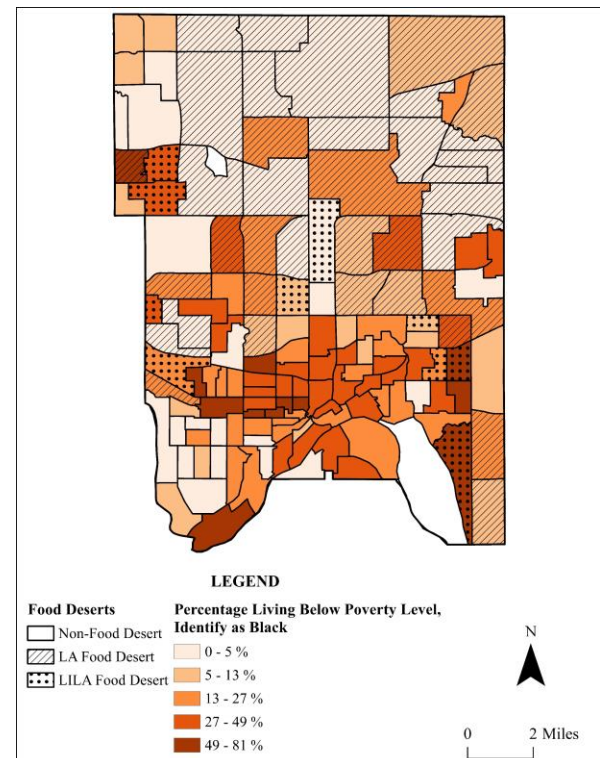 LEGEND
Food Deserts
Non-Food Desert
LA Food Desert
LILA Food Desert
Percentage Living Below Poverty Level,
Identify as Black
0 - 5 %
5 - 13 %
13 - 27 %
27 - 49 %
49 - 81 %
N
0 2 Miles